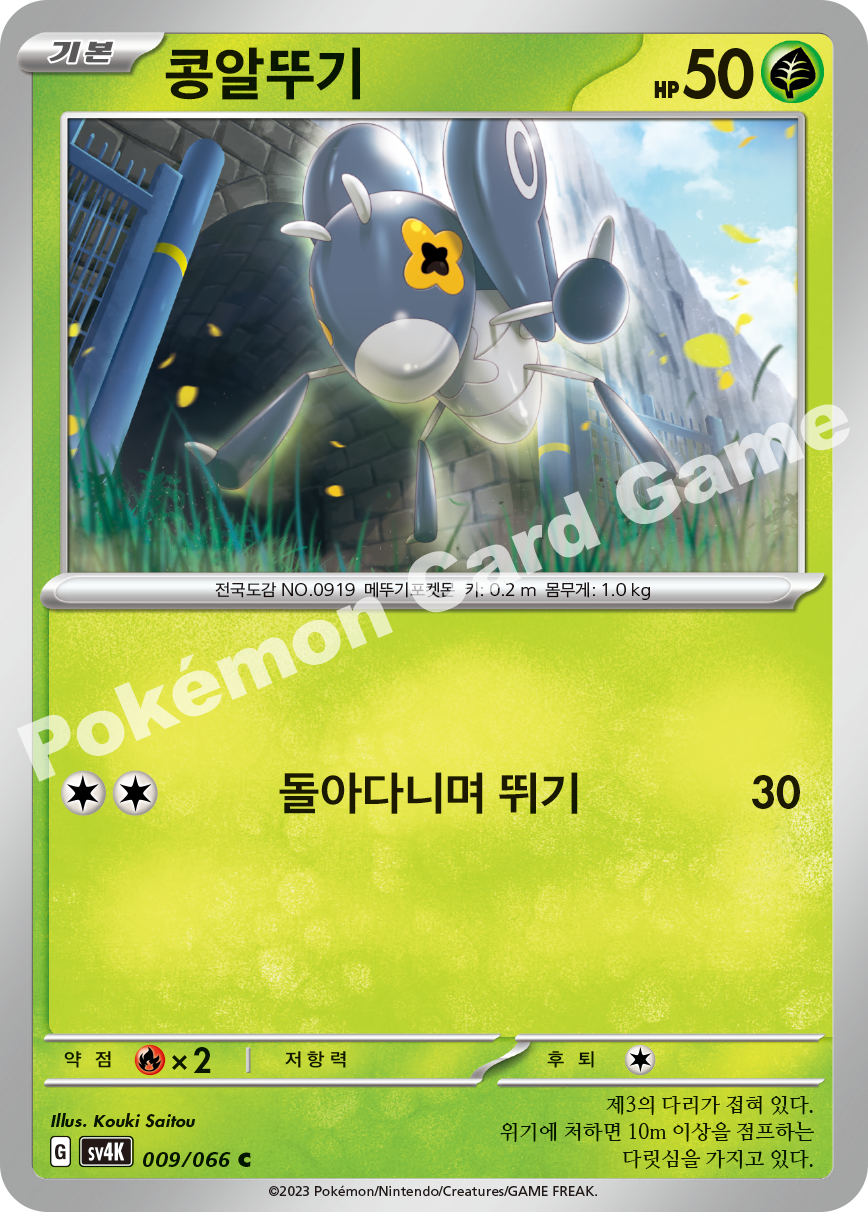 기본
콩알뚜기
HP 50
전국도감 NO.0919 메뚜기포켓몬 키: 0.2 m 몸무게: 1.0 kg
Pokémon Card Game
돌아다니며 뛰기 30
약점 ×2 저항력 후퇴
제3의 다리가 접혀 있다.
위기에 처하면 10m 이상을 점프하는
다릿심을 가지고 있다.
Illus. Kouki Saitou
G SV4K 009/066 C
©2023 Pokémon/Nintendo/Creatures/GAME FREAK.